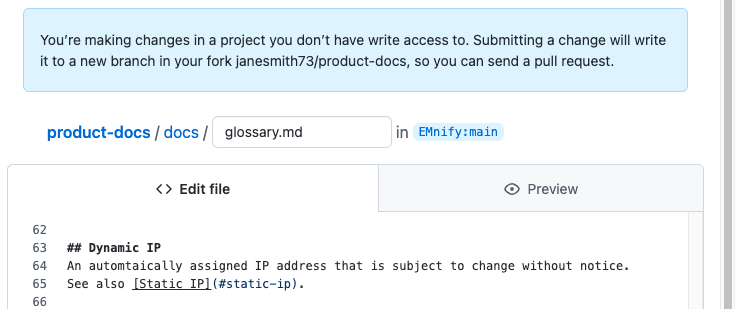 You’re making changes in a project you don’t have write access to. Submitting a change will write
it to a new branch in your fork janesmith73/product-docs, so you can send a pull request.
product-docs / docs / glossary.md in EMnify:main
<> Edit file Preview
62
63 ## Dynamic IP
64 An automtaically assigned IP address that is subject to change without notice.
65 See also [Static IP](#static-ip).
66